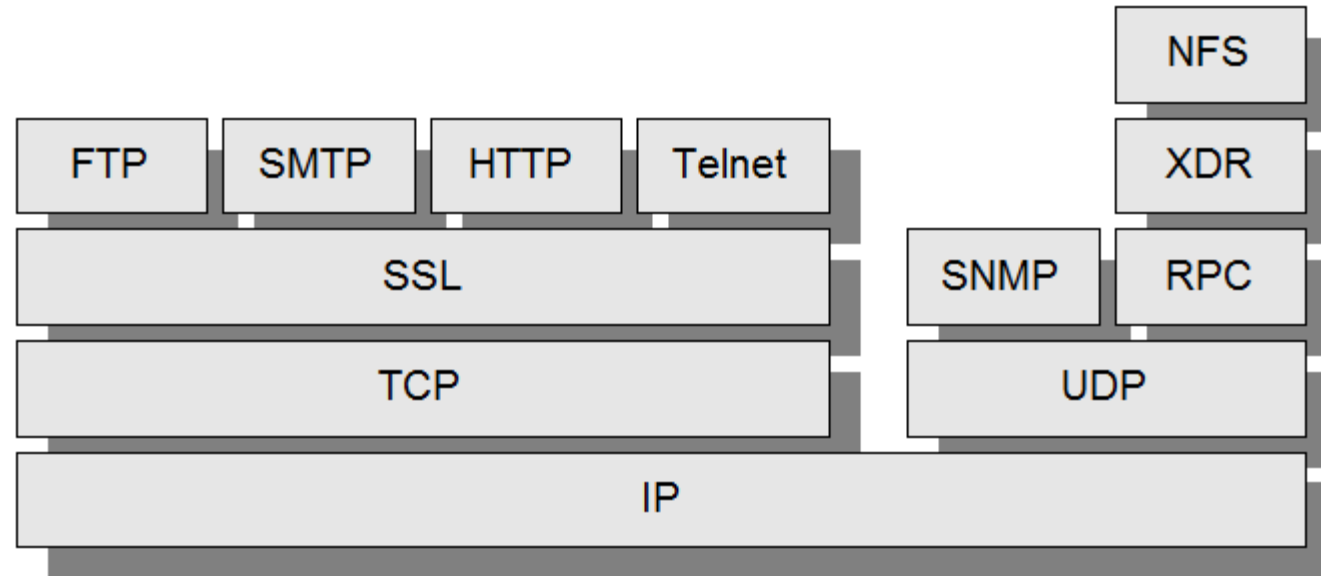 NFS
FTP SMTP HTTP Telnet XDR
SSL SNMP RPC
TCP UDP
IP